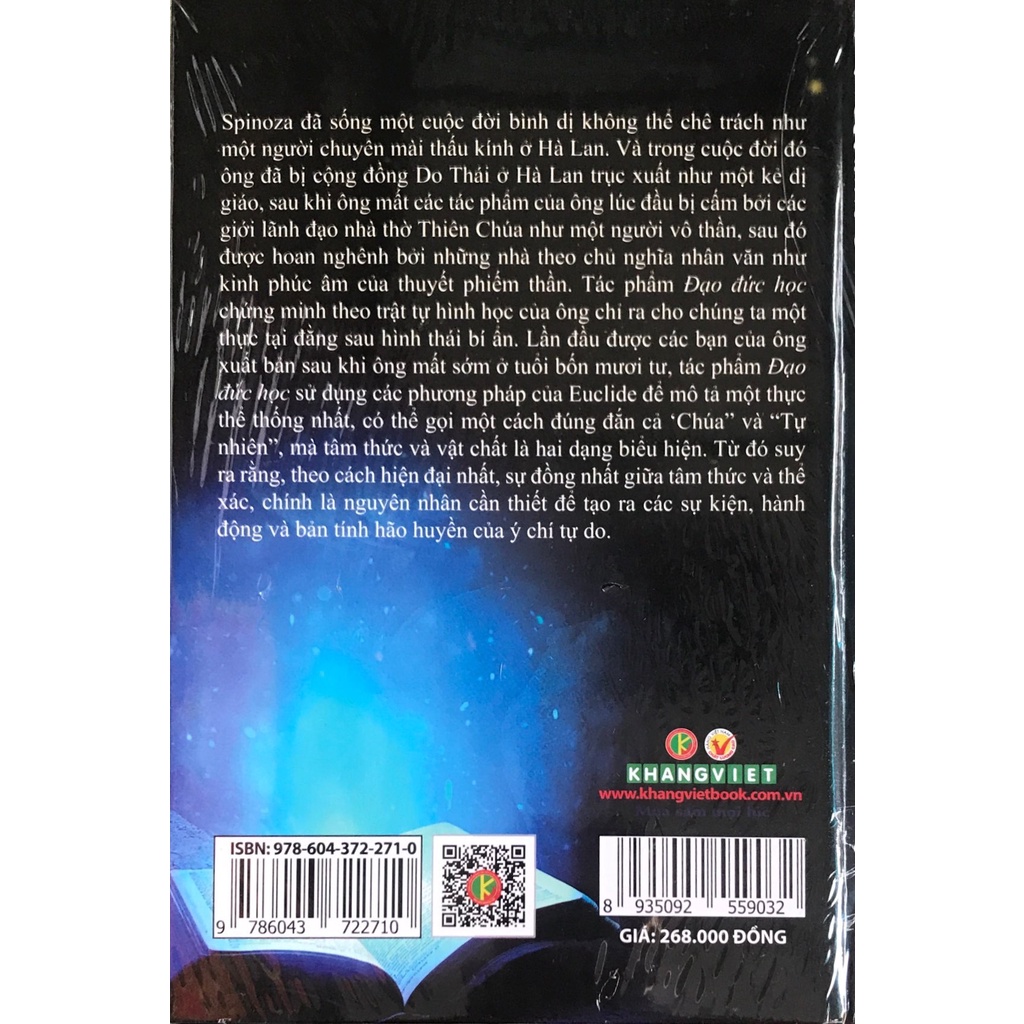 Spinoza đã sống một cuộc đời bình dị không thể chê trách như
một người chuyên mài thấu kính ở Hà Lan. Và trong cuộc đời đó
ông đã bị cộng đồng Do Thái ở Hà Lan trục xuất như một kẻ dị
giáo, sau khi ông mất các tác phẩm của ông lúc đầu bị cấm bởi các
giới lãnh đạo nhà thờ Thiên Chúa như một người vô thần, sau đó
được hoan nghênh bởi những nhà theo chủ nghĩa nhân văn như
kinh phúc âm của thuyết phiếm thần. Tác phẩm Đạo đức học
chứng minh theo trật tự hình học của ông chỉ ra cho chúng ta một
thực tại đằng sau hình thái bí ẩn. Lần đầu được các bạn của ông
xuất bản sau khi ông mất sớm ở tuổi bốn mươi tư, tác phẩm Đạo
đức học sử dụng các phương pháp của Euclide để mô tả một thực
thể thống nhất, có thể gọi một cách đúng đắn cả ‘Chúa” và “Tự
nhiên”, mà tâm thức và vật chất là hai dạng biểu hiện. Từ đó suy
ra rằng, theo cách hiện đại nhất, sự đồng nhất giữa tâm thức và thể
xác, chính là nguyên nhân cần thiết để tạo ra các sự kiện, hành
động và bản tính hão huyền của ý chí tự do.
KHANGVIET
www.khangvietbook.com.vn
ISBN: 978-604-372-271-0
9 786043 722710
8 935092 559032
GIÁ: 268.000 ĐỒNG